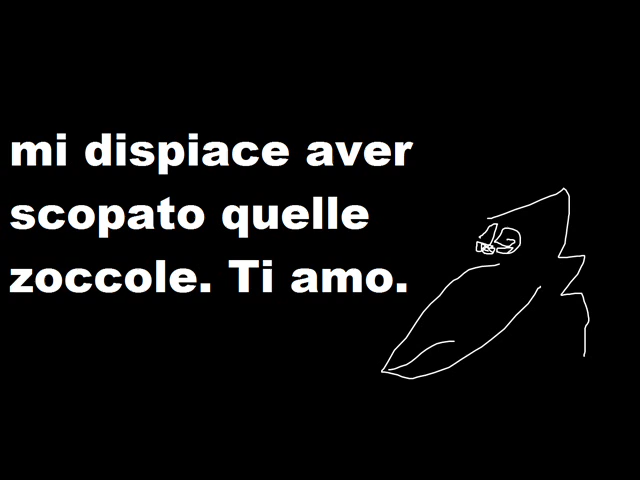 mi dispiace aver
scopato quelle
zoccole. Ti amo.